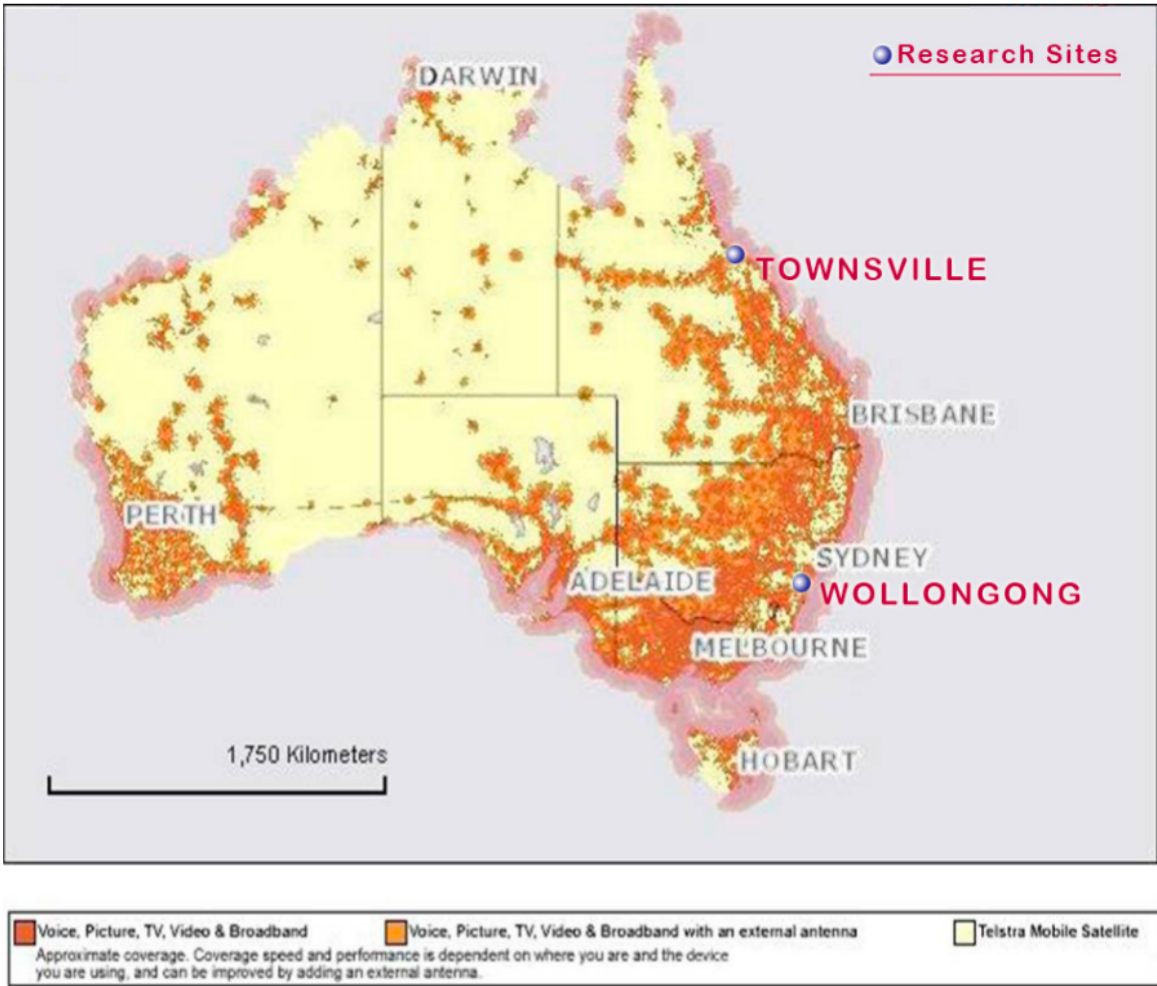 Research Sites
DARWIN
TOWNSVILLE
BRISBANE
PERTH
SYDNEY
ADELAIDE
WOLLONGONG
MELBOURNE
1,750 Kilometers
HOBART
Voice, Picture, TV, Video & Broadband
Voice, Picture, TV, Video & Broadband with an external antenna
Telstra Mobile Satellite
Approximate coverage. Coverage speed and performance is dependent on where you are and the device
you are using, and can be improved by adding an external antenna.